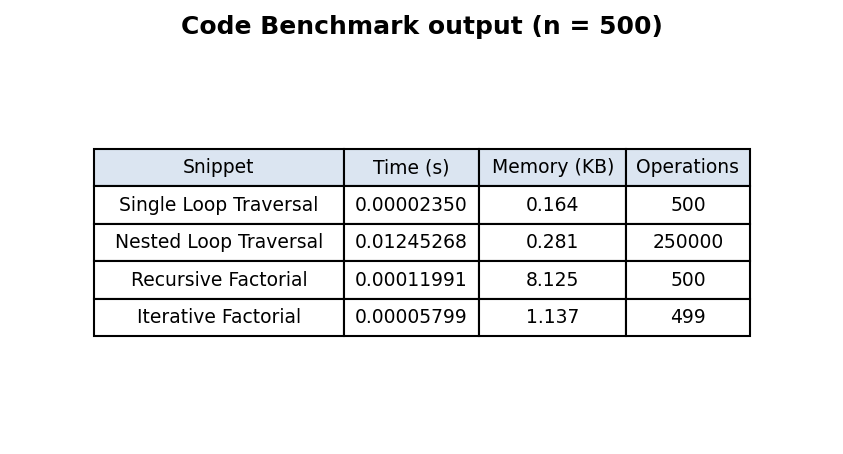 Code Benchmark output (n = 500)
Snippet Time (s) Memory (KB) Operations
Single Loop Traversal 0.00002350 0.164 500
Nested Loop Traversal 0.01245268 0.281 250000
Recursive Factorial 0.00011991 8.125 500
Iterative Factorial 0.00005799 1.137 499